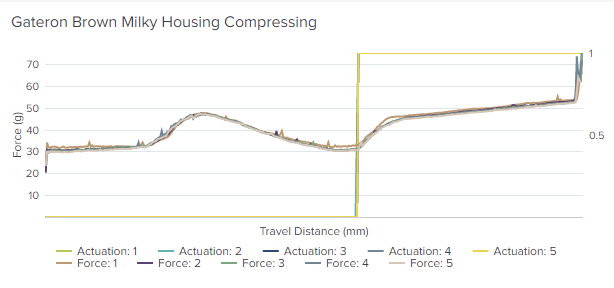 Gateron Brown Milky Housing Compressing
70
60
50
40
30
20
10
Force (g)
1
0.5
Travel Distance (mm)
Actuation: 1 Actuation: 2 Actuation: 3 Actuation: 4 Actuation: 5
Force: 1 Force: 2 Force: 3 Force: 4 Force: 5